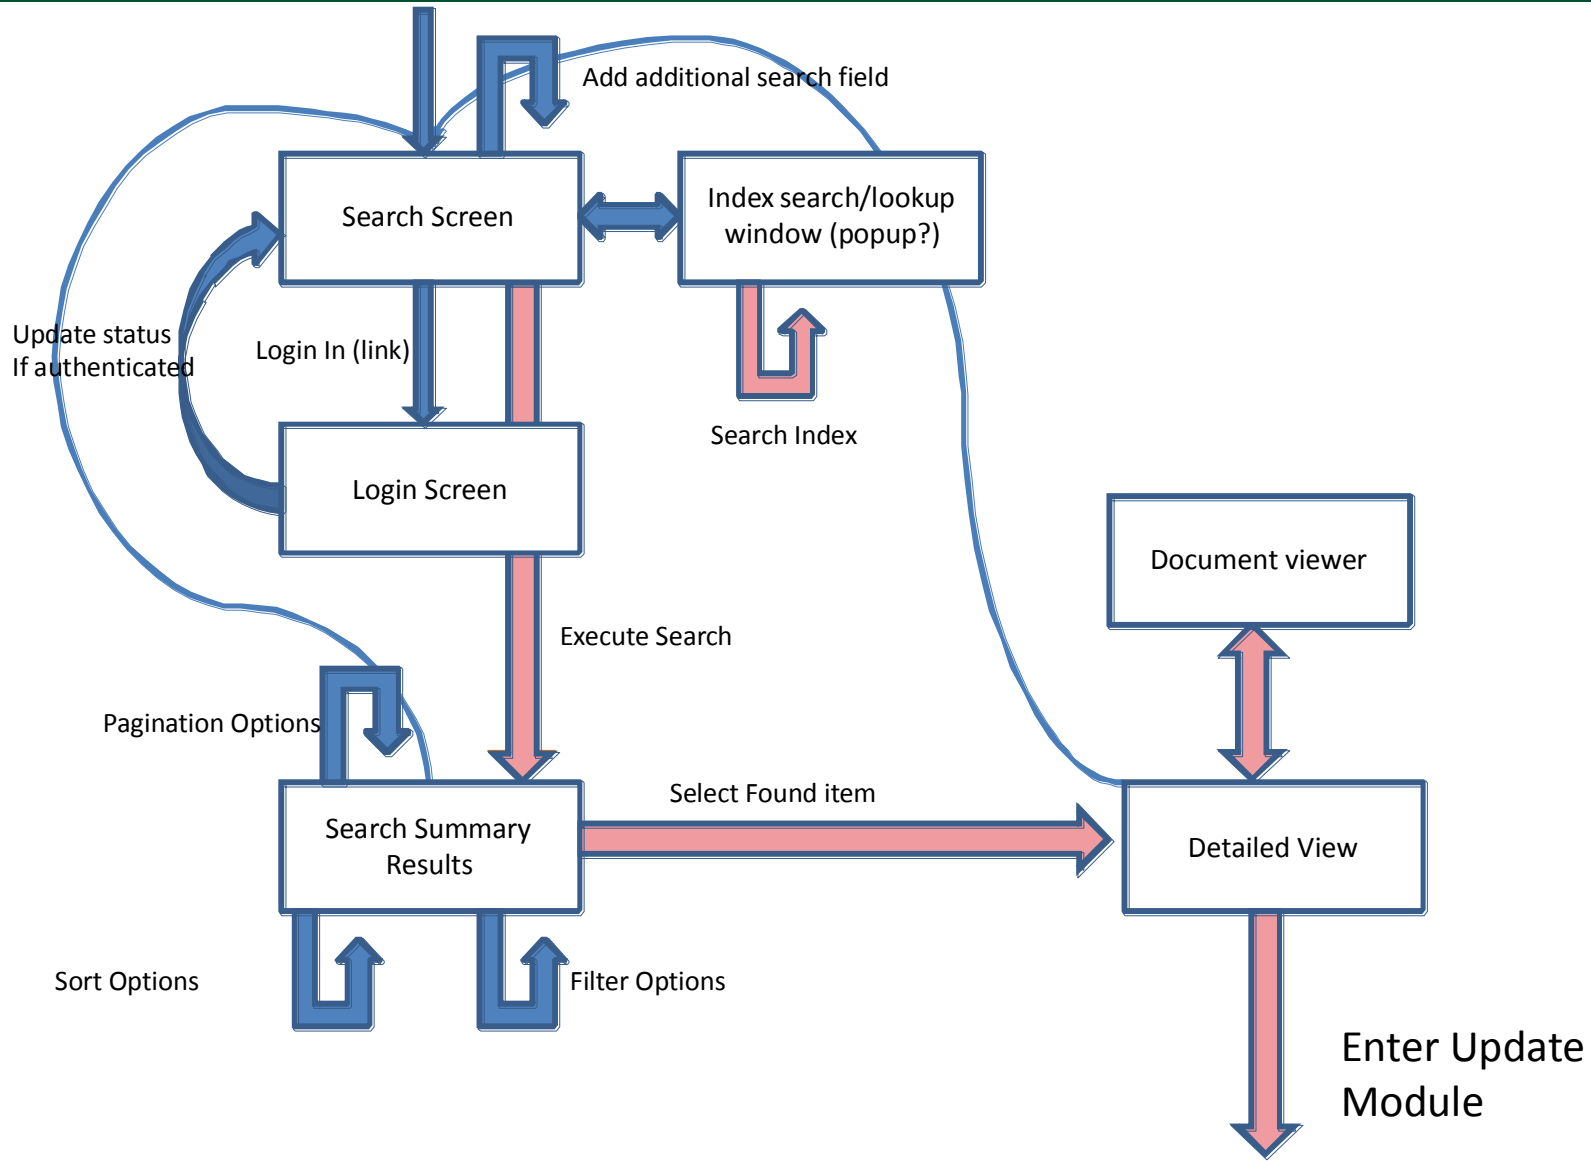 Add additional search field
Search Screen
Index search/lookup
window (popup?)
Update status
If authenticated
Login In (link)
Search Index
Login Screen
Document viewer
Execute Search
Pagination Options
Select Found item
Search Summary
Results
Detailed View
Sort Options
Filter Options
Enter Update
Module